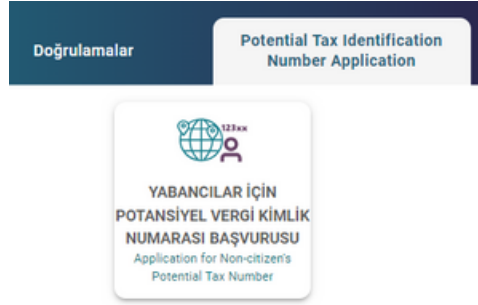 Doğrulamalar
Potential Tax Identification
Number Application
123xx
YABANCILAR İÇİN
POTANSİYEL VERGİ KİMLİK
NUMARASI BAŞVURUSU
Application for Non-citizen's
Potential Tax Number